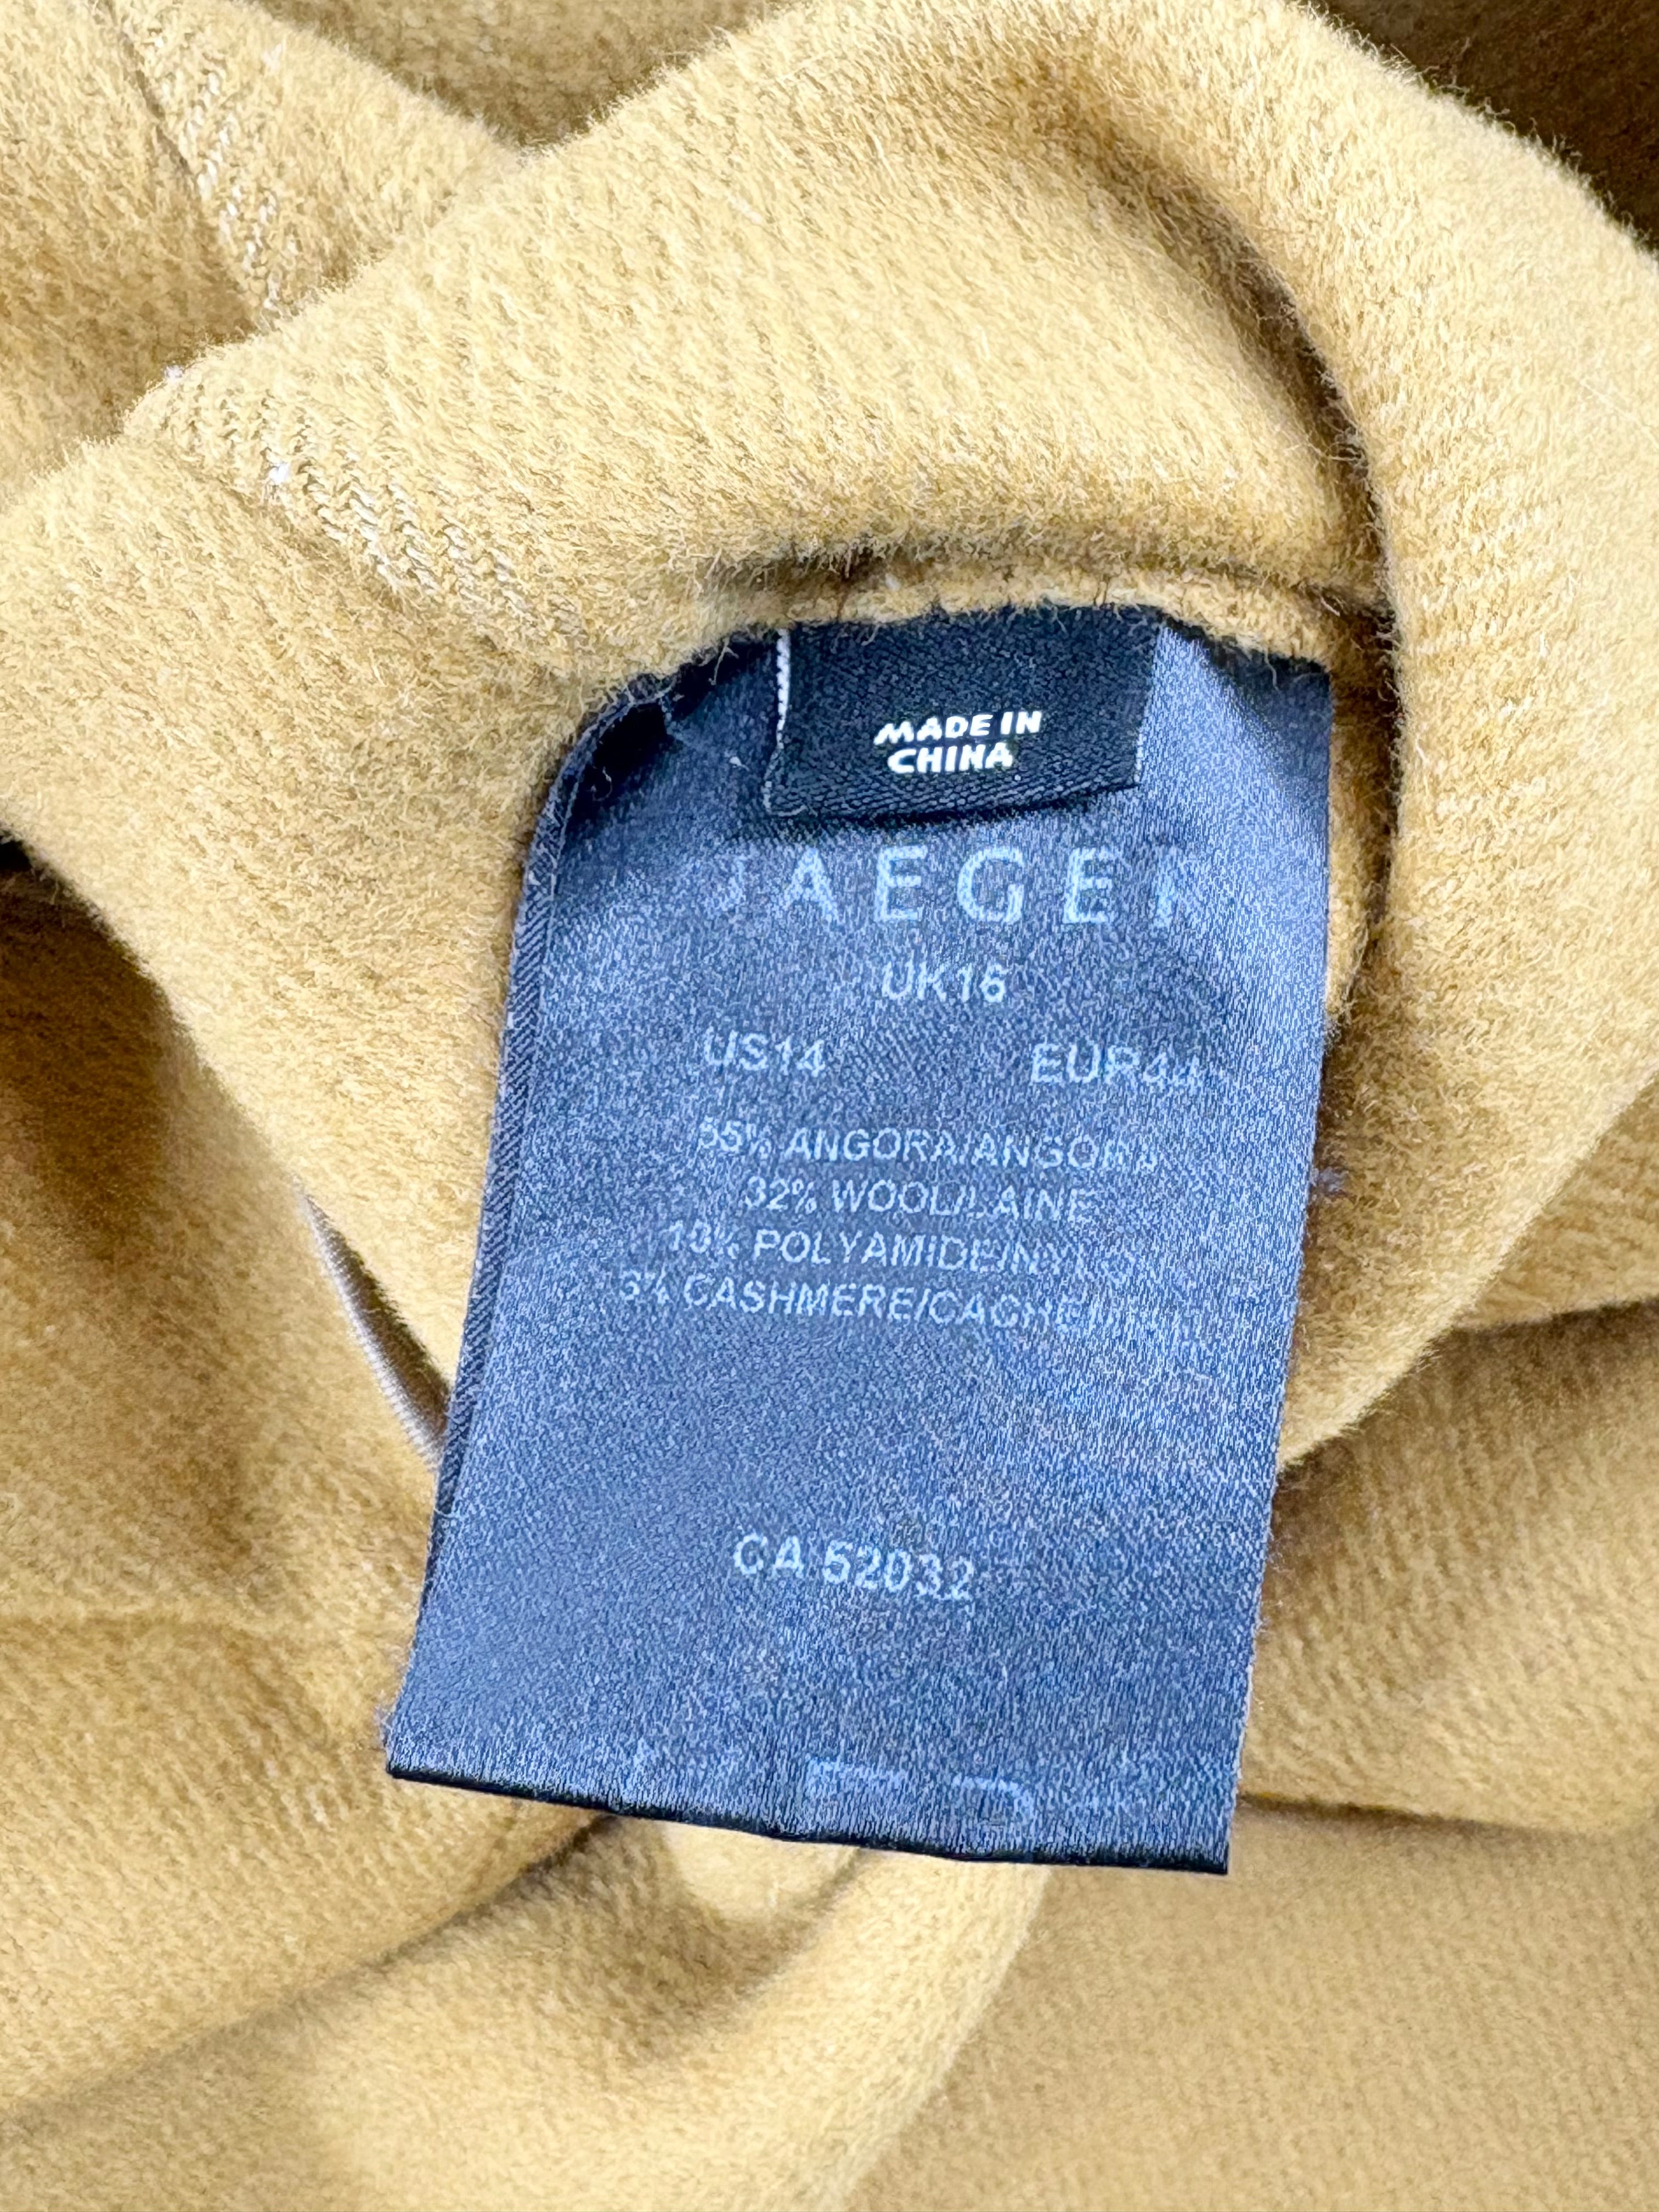 MADE IN
CHINA
JAEGER
UK16
US14 EUR44
55% ANGORA/ANGORA
32% WOOL/LAINE
10% POLYAMIDE/NYLON
3% CASHMERE/CACHEMIRE
CA 52032